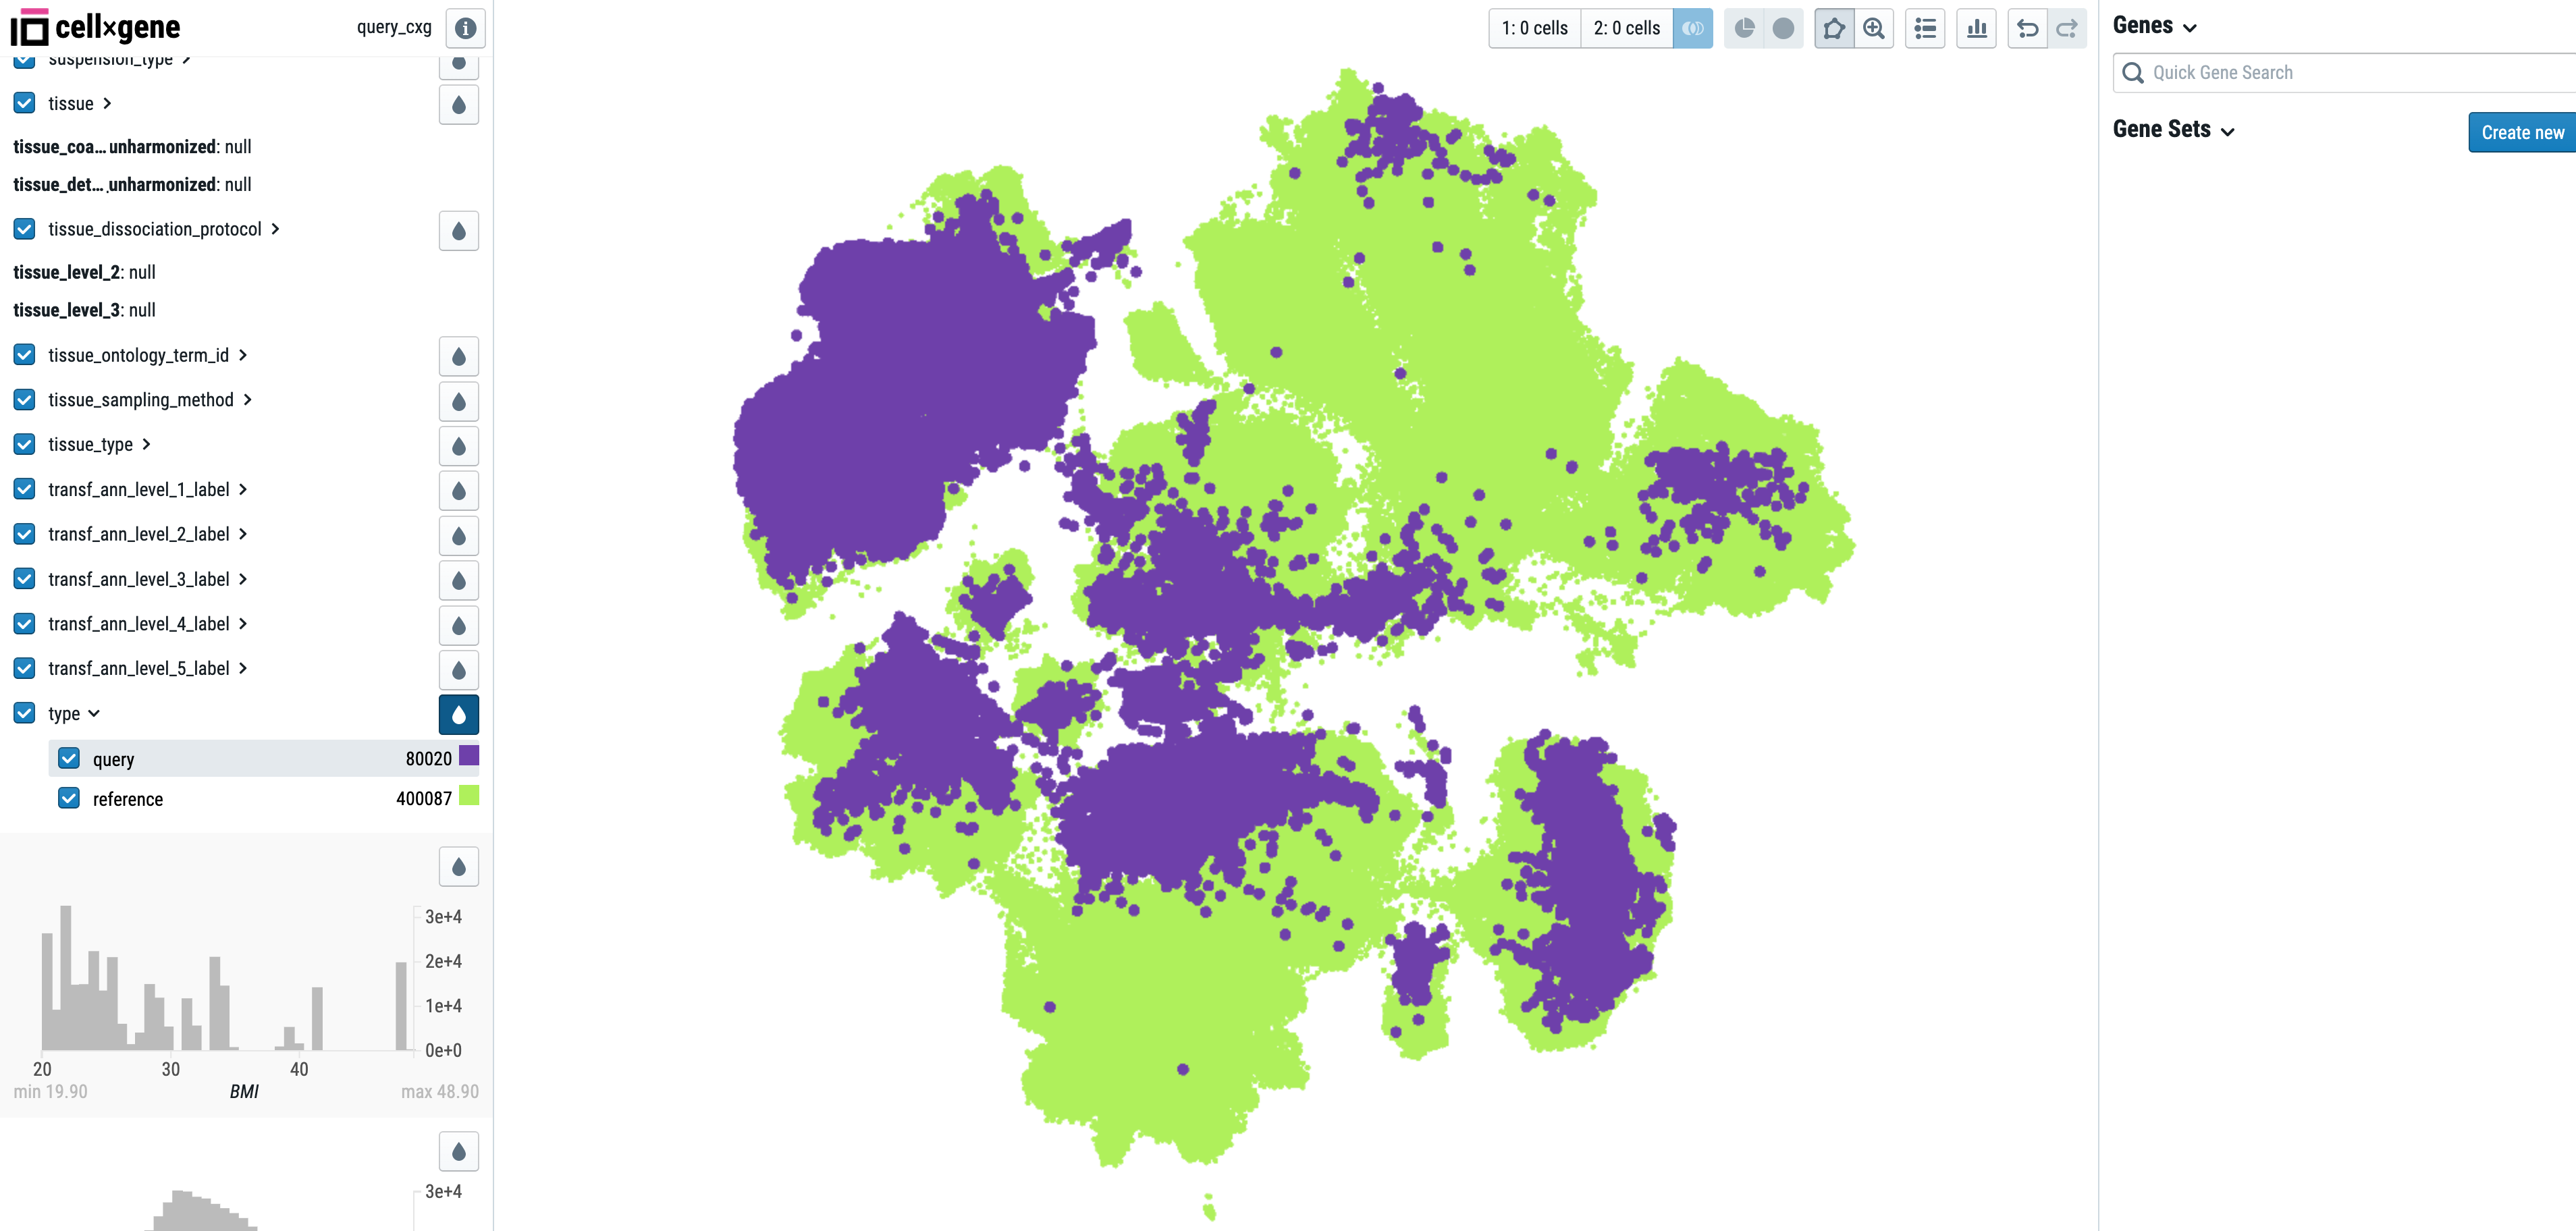 cell×gene
query_cxg
suspension_type
tissue
tissue_coa… unharmonized: null
tissue_det… .unharmonized: null
tissue_dissociation_protocol
tissue_level_2: null
tissue_level_3: null
tissue_ontology_term_id
tissue_sampling_method
tissue_type
transf_ann_level_1_label
transf_ann_level_2_label
transf_ann_level_3_label
transf_ann_level_4_label
transf_ann_level_5_label
type
query 80020
reference 400087
3e+4
2e+4
1e+4
0e+0
20 30 40
min 19.90 BMI max 48.90
3e+4
1: 0 cells 2: 0 cells
Genes
Quick Gene Search
Gene Sets
Create new